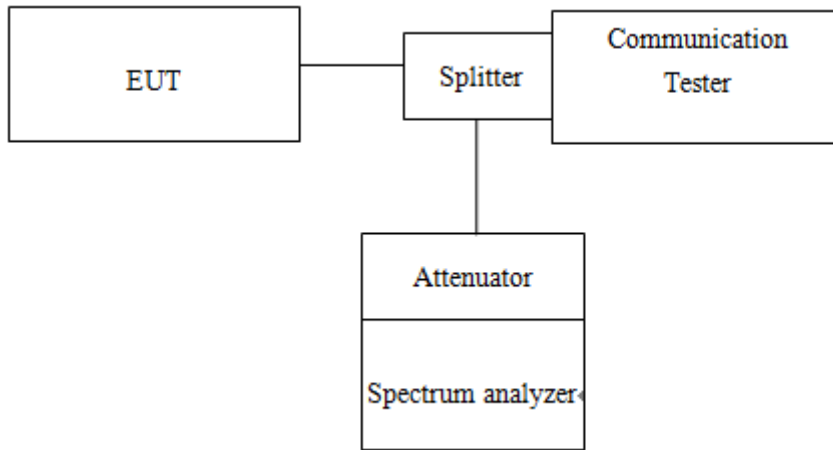 EUT
Splitter
Communication
Tester
Attenuator
Spectrum analyzer